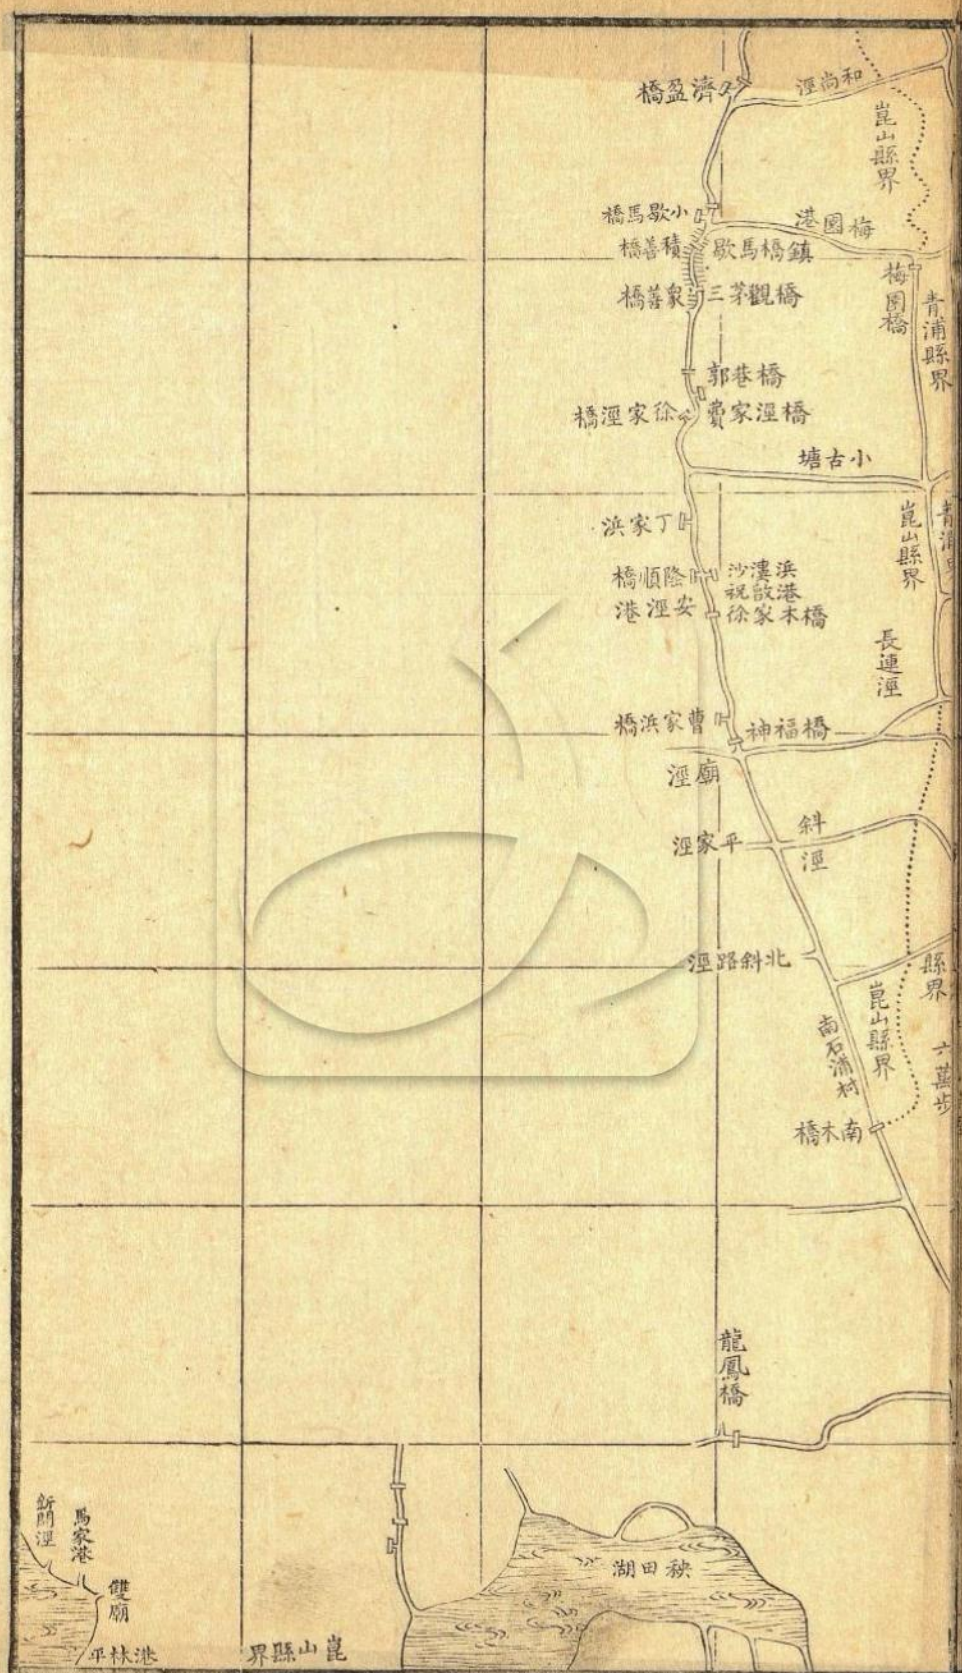 濟盈橋
和尚涇
崑山縣界
小歇馬橋
梅園港
積善橋
歇馬橋鎮
梅園橋
衆善橋
三茅觀橋
青浦縣界
郭巷橋
徐家涇橋
費家涇橋
小古塘
丁家浜
崑山縣界
隆順橋
沙漊浜
祝啟港
安涇港
徐家木橋
長連涇
曹家浜橋
神福橋
廟涇
平家涇
斜涇
北斜路涇
縣界
崑山縣界
南石浦村
六萬步
南木橋
龍鳳橋
新開涇
馬家港
雙廟
秧田湖
港林平
崑山縣界